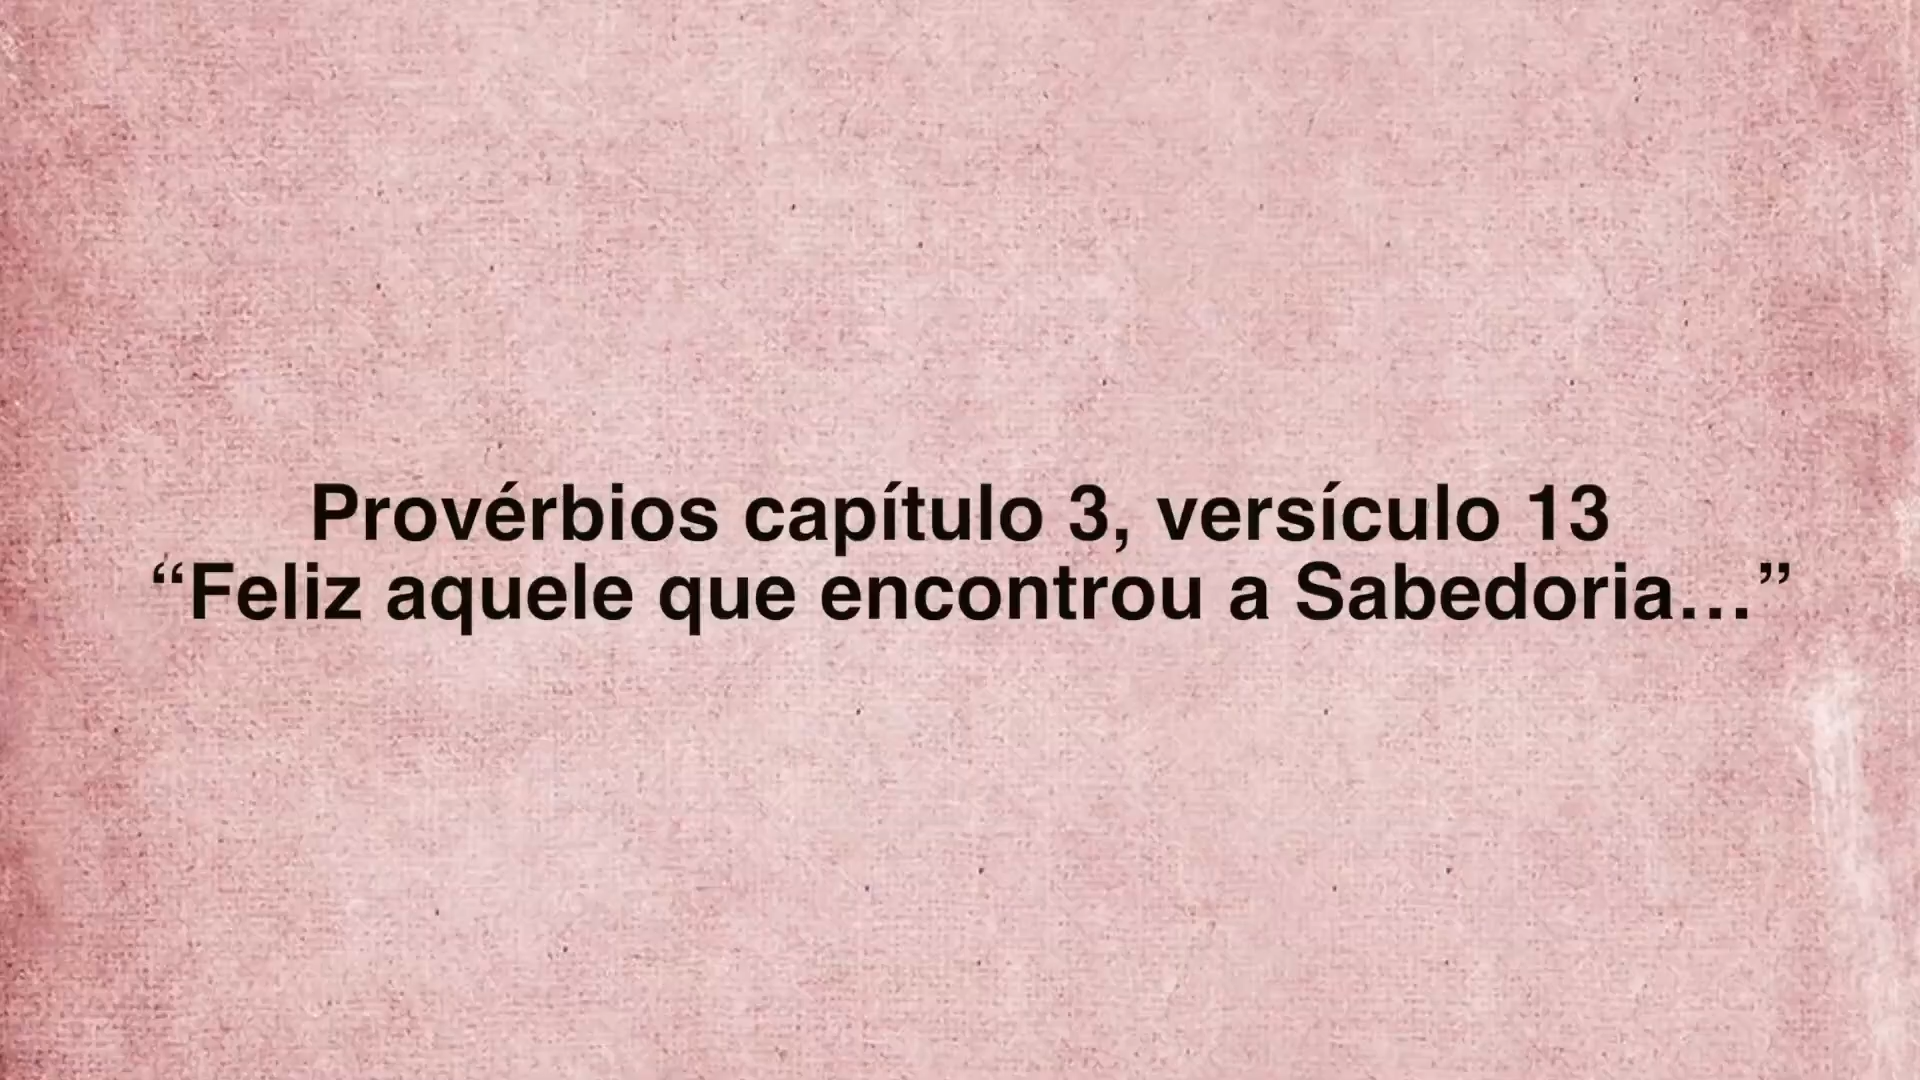 Provérbios capítulo 3, versículo 13
“Feliz aquele que encontrou a Sabedoria...”